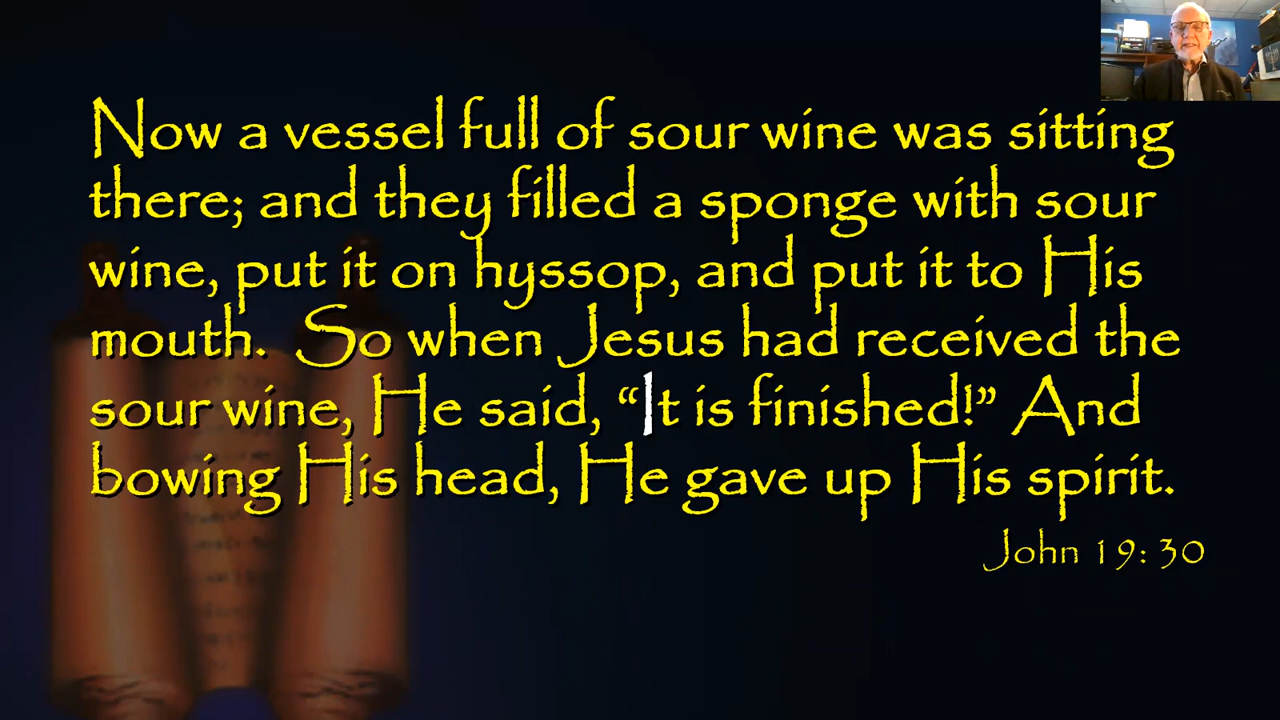 Now a vessel full of sour wine was sitting
there; and they filled a sponge with sour
wine, put it on hyssop, and put it to His
mouth.  So when Jesus had received the
sour wine, He said, “It is finished!” And
bowing His head, He gave up His spirit.
John 19: 30